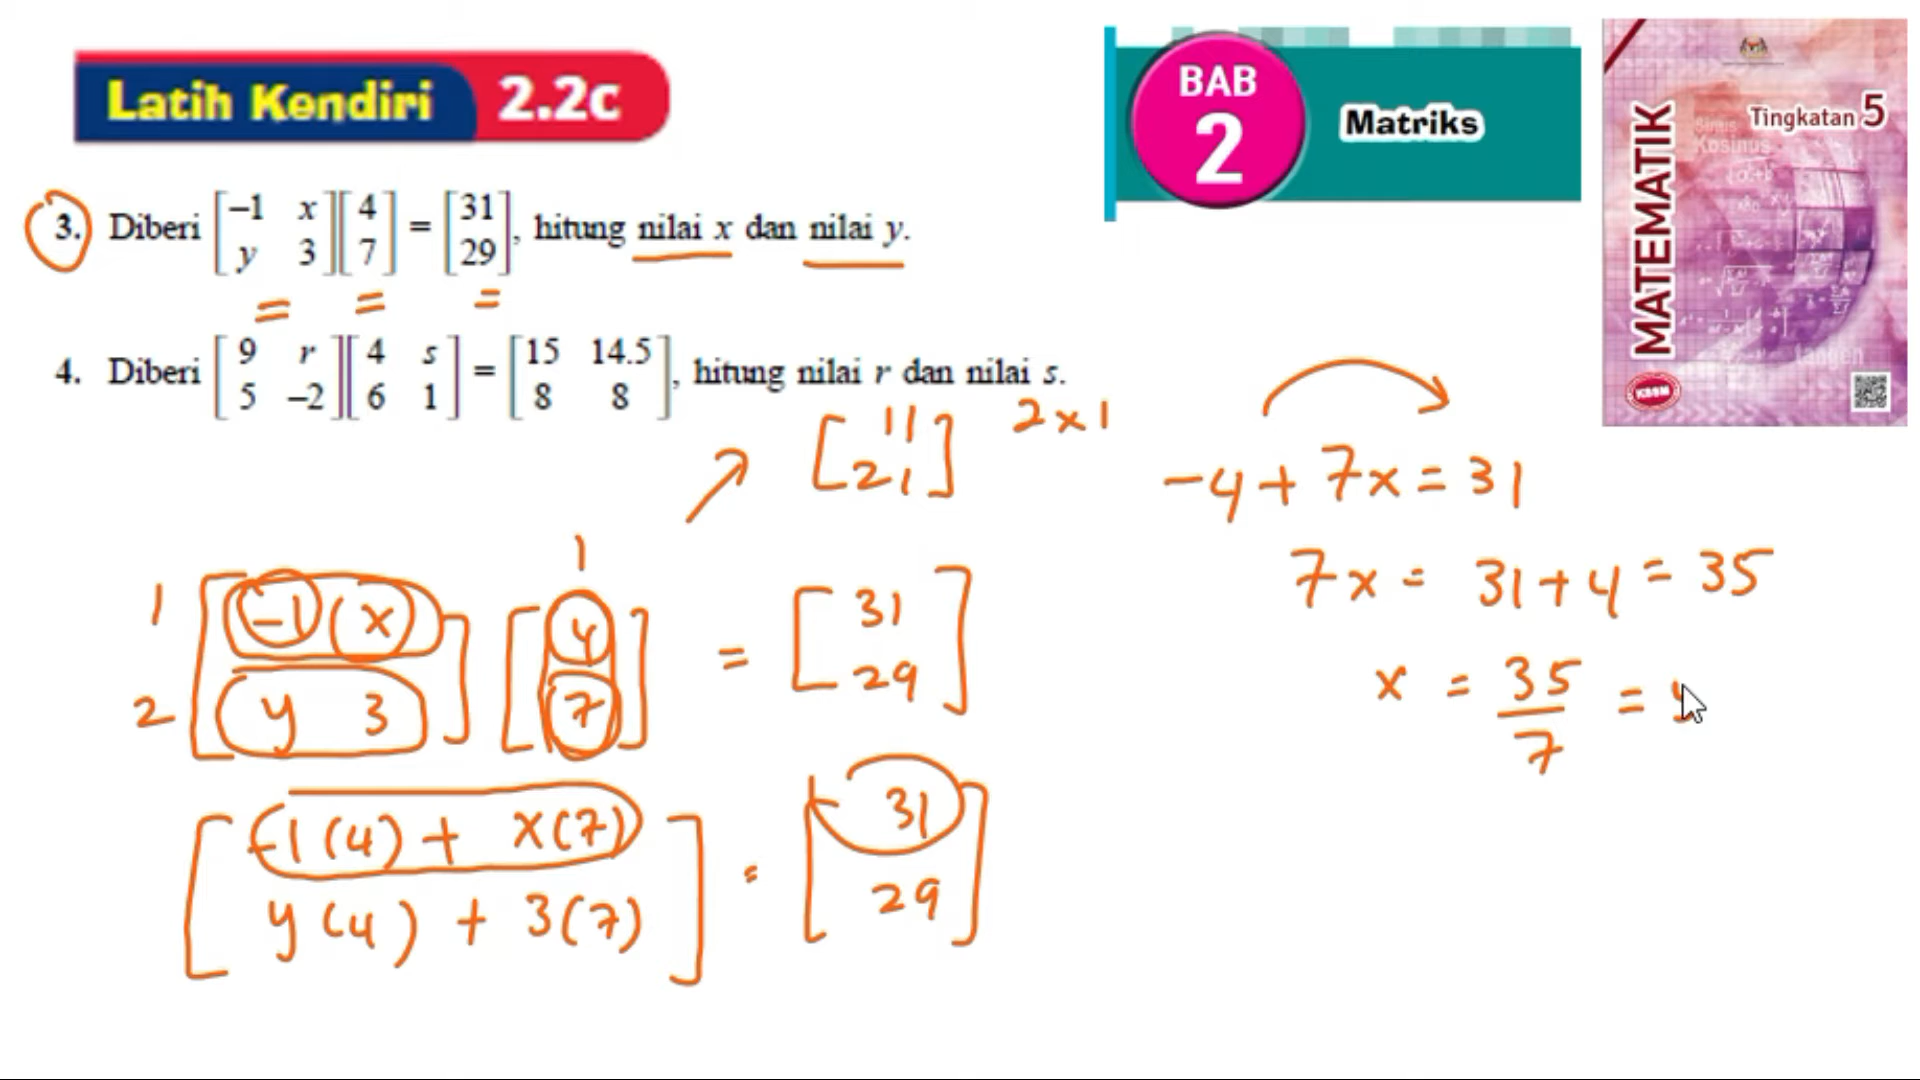 Latih Kendiri 2.2c
BAB 2 Matriks
MATEMATIK
Tingkatan 5
KBSM
3. Diberi [−1 x; y 3][4; 7] = [31; 29], hitung nilai x dan nilai y.
4. Diberi [9 r; 5 −2][4 s; 6 1] = [15 14.5; 8 8], hitung nilai r dan nilai s.
[11; 21] 2x1
1 2 [-1 x; y 3] 1 [4; 7] = [31; 29]
[-1(4) + x(7); y(4) + 3(7)] = [31; 29]
-4 + 7x = 31
7x = 31 + 4 = 35
x = 35/7 =